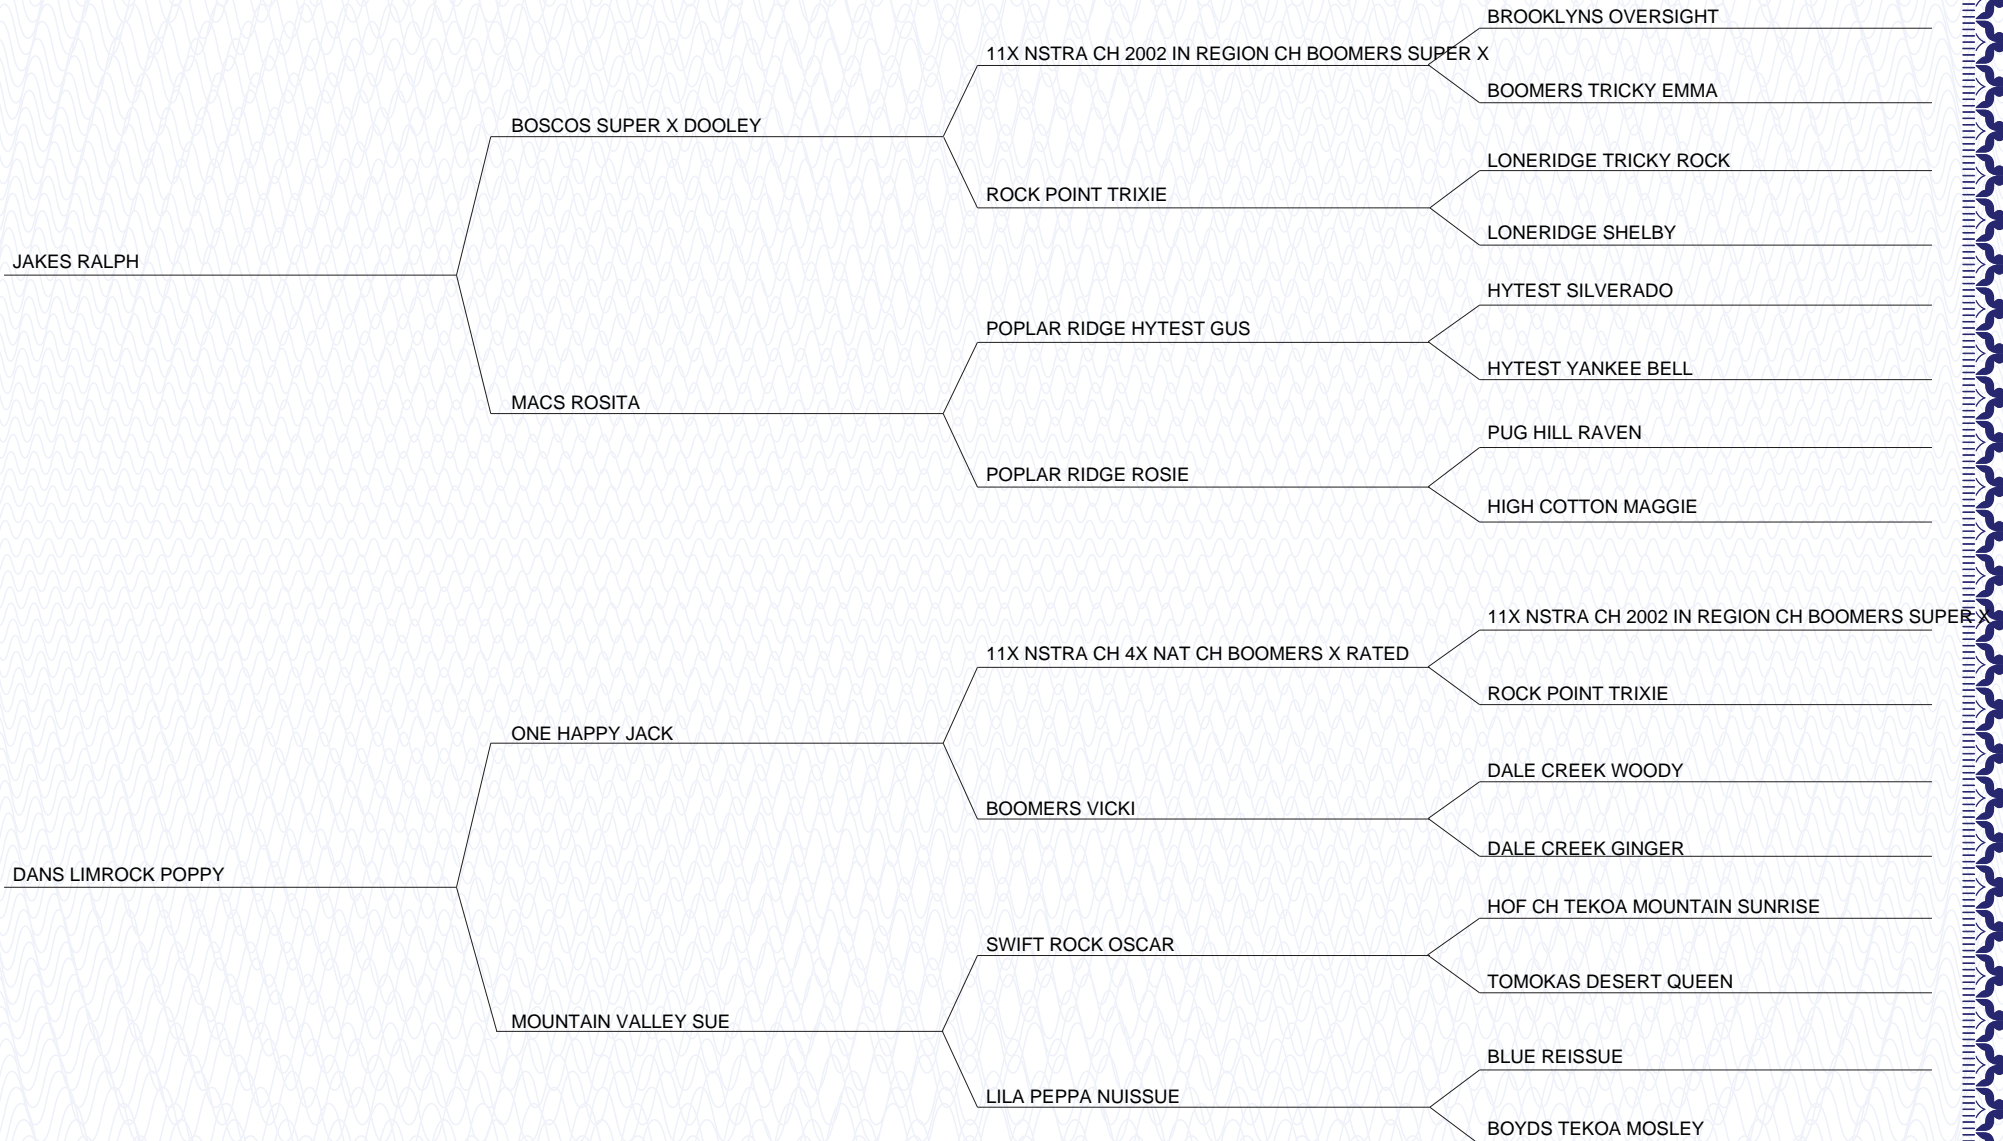 BROOKLYNS OVERSIGHT
11X NSTRA CH 2002 IN REGION CH BOOMERS SUPER X
BOOMERS TRICKY EMMA
BOSCOS SUPER X DOOLEY
LONERIDGE TRICKY ROCK
ROCK POINT TRIXIE
LONERIDGE SHELBY
JAKES RALPH
HYTEST SILVERADO
POPLAR RIDGE HYTEST GUS
HYTEST YANKEE BELL
MACS ROSITA
PUG HILL RAVEN
POPLAR RIDGE ROSIE
HIGH COTTON MAGGIE
11X NSTRA CH 2002 IN REGION CH BOOMERS SUPER X
11X NSTRA CH 4X NAT CH BOOMERS X RATED
ROCK POINT TRIXIE
ONE HAPPY JACK
DALE CREEK WOODY
BOOMERS VICKI
DALE CREEK GINGER
DANS LIMROCK POPPY
HOF CH TEKOA MOUNTAIN SUNRISE
SWIFT ROCK OSCAR
TOMOKAS DESERT QUEEN
MOUNTAIN VALLEY SUE
BLUE REISSUE
LILA PEPPA NUISSUE
BOYDS TEKOA MOSLEY